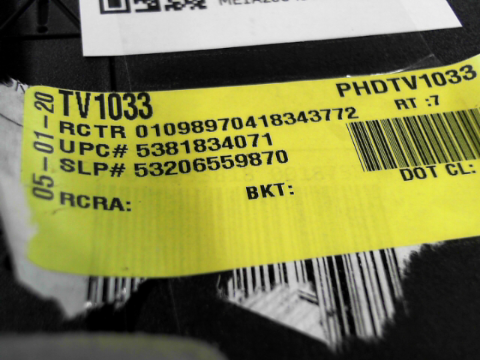 05-01-20
TV1033
PHDTV1033
RCTR 01098970418343772
RT :7
UPC# 5381834071
SLP# 53206559870
DOT CL:
BKT:
RCRA: